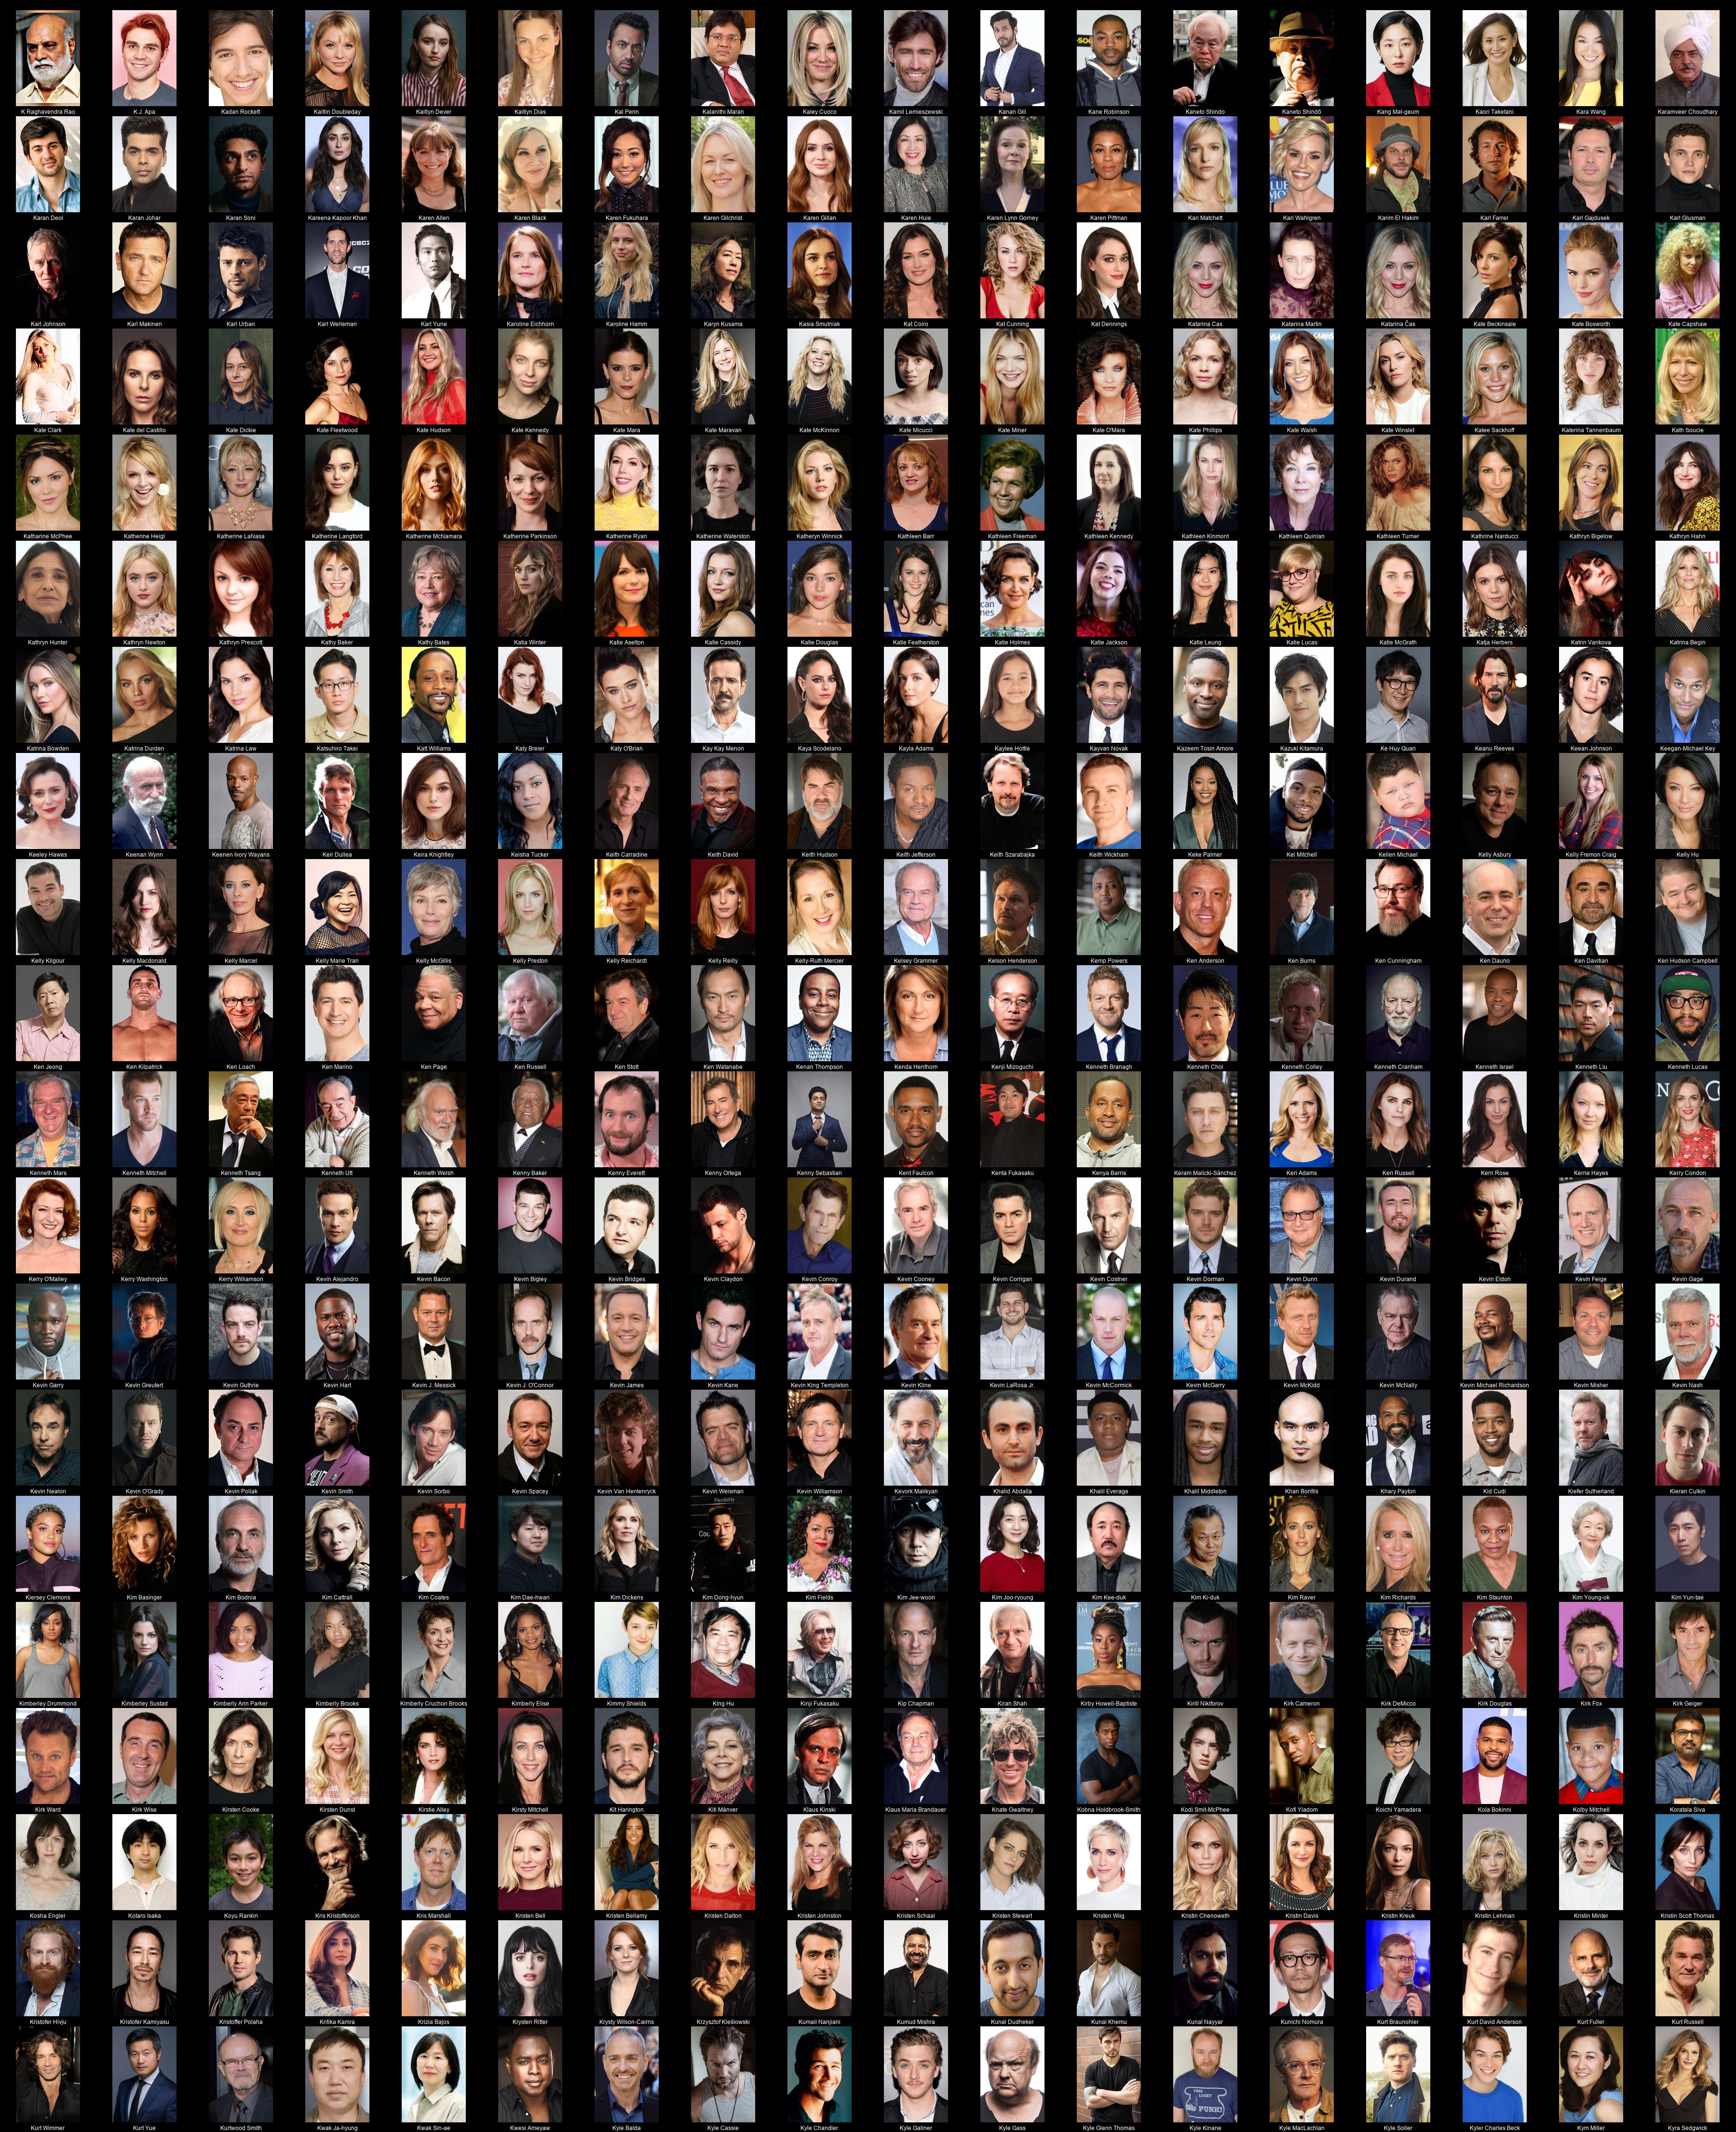 K Raghavendra Rao K.J. Apa Kadan Rockett Kaitlin Doubleday Kaitlyn Dever Kaitlyn Dias Kal Penn Kalanithi Maran Kaley Cuoco Kamil Lemieszewski Kanan Gill Kane Robinson Kaneto Shindo Kaneto Shindō Kang Mal-geum Kaori Taketani Kara Wang Karamveer Choudhary
Karan Deol Karan Johar Karan Soni Kareena Kapoor Khan Karen Allen Karen Black Karen Fukuhara Karen Gilchrist Karen Gillan Karen Huie Karen Lynn Gorney Karen Pittman Kari Matchett Kari Wahlgren Karim El Hakim Karl Farrer Karl Gajdusek Karl Glusman
Karl Johnson Karl Makinen Karl Urban Karl Werleman Karl Yune Karoline Eichhorn Karoline Hamm Karyn Kusama Kasia Smutniak Kat Coiro Kat Cunning Kat Dennings Katarina Cas Katarina Martin Katarina Čas Kate Beckinsale Kate Bosworth Kate Capshaw
Kate Clark Kate del Castillo Kate Dickie Kate Fleetwood Kate Hudson Kate Kennedy Kate Mara Kate Maravan Kate McKinnon Kate Micucci Kate Miner Kate O'Mara Kate Phillips Kate Walsh Kate Winslet Katee Sackhoff Katerina Tannenbaum Kath Soucie
Katharine McPhee Katherine Heigl Katherine LaNasa Katherine Langford Katherine McNamara Katherine Parkinson Katherine Ryan Katherine Waterston Katheryn Winnick Kathleen Barr Kathleen Freeman Kathleen Kennedy Kathleen Kinmont Kathleen Quinlan Kathleen Turner Kathrine Narducci Kathryn Bigelow Kathryn Hahn
Kathryn Hunter Kathryn Newton Kathryn Prescott Kathy Baker Kathy Bates Katia Winter Katie Aselton Katie Cassidy Katie Douglas Katie Featherston Katie Holmes Katie Jackson Katie Leung Katie Lucas Katie McGrath Katja Herbers Katrin Vankova Katrina Begin
Katrina Bowden Katrina Durden Katrina Law Katsuhiro Takei Katt Williams Katy Breier Katy O'Brian Kay Kay Menon Kaya Scodelario Kayla Adams Kaylee Hottle Kayvan Novak Kazeem Tosin Amore Kazuki Kitamura Ke Huy Quan Keanu Reeves Keean Johnson Keegan-Michael Key
Keeley Hawes Keenan Wynn Keenen Ivory Wayans Keir Dullea Keira Knightley Keisha Tucker Keith Carradine Keith David Keith Hudson Keith Jefferson Keith Szarabajka Keith Wickham Keke Palmer Kel Mitchell Kellen Michael Kelly Asbury Kelly Fremon Craig Kelly Hu
Kelly Kilgour Kelly Macdonald Kelly Marcel Kelly Marie Tran Kelly McGillis Kelly Preston Kelly Reichardt Kelly Reilly Kelly-Ruth Mercier Kelsey Grammer Kelson Henderson Kemp Powers Ken Anderson Ken Burns Ken Cunningham Ken Daurio Ken Davitian Ken Hudson Campbell
Ken Jeong Ken Kilpatrick Ken Loach Ken Marino Ken Page Ken Russell Ken Stott Ken Watanabe Kenan Thompson Kenda Henthorn Kenji Mizoguchi Kenneth Branagh Kenneth Choi Kenneth Colley Kenneth Cranham Kenneth Israel Kenneth Liu Kenneth Lucas
Kenneth Mars Kenneth Mitchell Kenneth Tsang Kenneth Utt Kenneth Welsh Kenny Baker Kenny Everett Kenny Ortega Kenny Sebastian Kent Faulcon Kenta Fukasaku Kenya Barris Keram Malicki-Sánchez Keri Adams Keri Russell Kerri Rose Kerrie Hayes Kerry Condon
Kerry O'Malley Kerry Washington Kerry Williamson Kevin Alejandro Kevin Bacon Kevin Bigley Kevin Bridges Kevin Claydon Kevin Conroy Kevin Cooney Kevin Corrigan Kevin Costner Kevin Dorman Kevin Dunn Kevin Durand Kevin Eldon Kevin Feige Kevin Gage
Kevin Garry Kevin Greutert Kevin Guthrie Kevin Hart Kevin J. Messick Kevin J. O'Connor Kevin James Kevin Kane Kevin King Templeton Kevin Kline Kevin LaRosa Jr. Kevin McCormick Kevin McGarry Kevin McKidd Kevin McNally Kevin Michael Richardson Kevin Misher Kevin Nash
Kevin Nealon Kevin O'Grady Kevin Pollak Kevin Smith Kevin Sorbo Kevin Spacey Kevin Van Hentenryck Kevin Weisman Kevin Williamson Kevork Malikyan Khalid Abdalla Khalil Everage Khalil Middleton Khan Bonfils Khary Payton Kid Cudi Kiefer Sutherland Kieran Culkin
Kiersey Clemons Kim Basinger Kim Bodnia Kim Cattrall Kim Coates Kim Dae-hwan Kim Dickens Kim Dong-hyun Kim Fields Kim Jee-woon Kim Joo-ryoung Kim Kee-duk Kim Ki-duk Kim Raver Kim Richards Kim Staunton Kim Young-ok Kim Yun-tae
Kimberley Drummond Kimberley Sustad Kimberly Ann Parker Kimberly Brooks Kimberly Cruchon Brooks Kimberly Elise Kimmy Shields King Hu Kinji Fukasaku Kip Chapman Kiran Shah Kirby Howell-Baptiste Kirill Nikiforov Kirk Cameron Kirk DeMicco Kirk Douglas Kirk Fox Kirk Geiger
Kirk Ward Kirk Wise Kirsten Cooke Kirsten Dunst Kirstie Alley Kirsty Mitchell Kit Harington Kiti Mánver Klaus Kinski Klaus Maria Brandauer Knate Gwaltney Kobna Holdbrook-Smith Kodi Smit-McPhee Kofi Yiadom Koichi Yamadera Kola Bokinni Kolby Mitchell Koratala Siva
Kosha Engler Kotaro Isaka Koyu Rankin Kris Kristofferson Kris Marshall Kristen Bell Kristen Bellamy Kristen Dalton Kristen Johnston Kristen Schaal Kristen Stewart Kristen Wiig Kristin Chenoweth Kristin Davis Kristin Kreuk Kristin Lehman Kristin Minter Kristin Scott Thomas
Kristofer Hivju Kristofer Kamiyasu Kristoffer Polaha Kritika Kamra Krizia Bajos Krysten Ritter Krysty Wilson-Cairns Krzysztof Kieślowski Kumail Nanjiani Kumud Mishra Kunal Dudheker Kunal Khemu Kunal Nayyar Kunichi Nomura Kurt Braunohler Kurt David Anderson Kurt Fuller Kurt Russell
Kurt Wimmer Kurt Yue Kurtwood Smith Kwak Ja-hyung Kwak Sin-ae Kwesi Ameyaw Kyle Balda Kyle Cassie Kyle Chandler Kyle Gallner Kyle Gass Kyle Glenn Thomas Kyle Kinane Kyle MacLachlan Kyle Soller Kyler Charles Beck Kym Miller Kyra Sedgwick